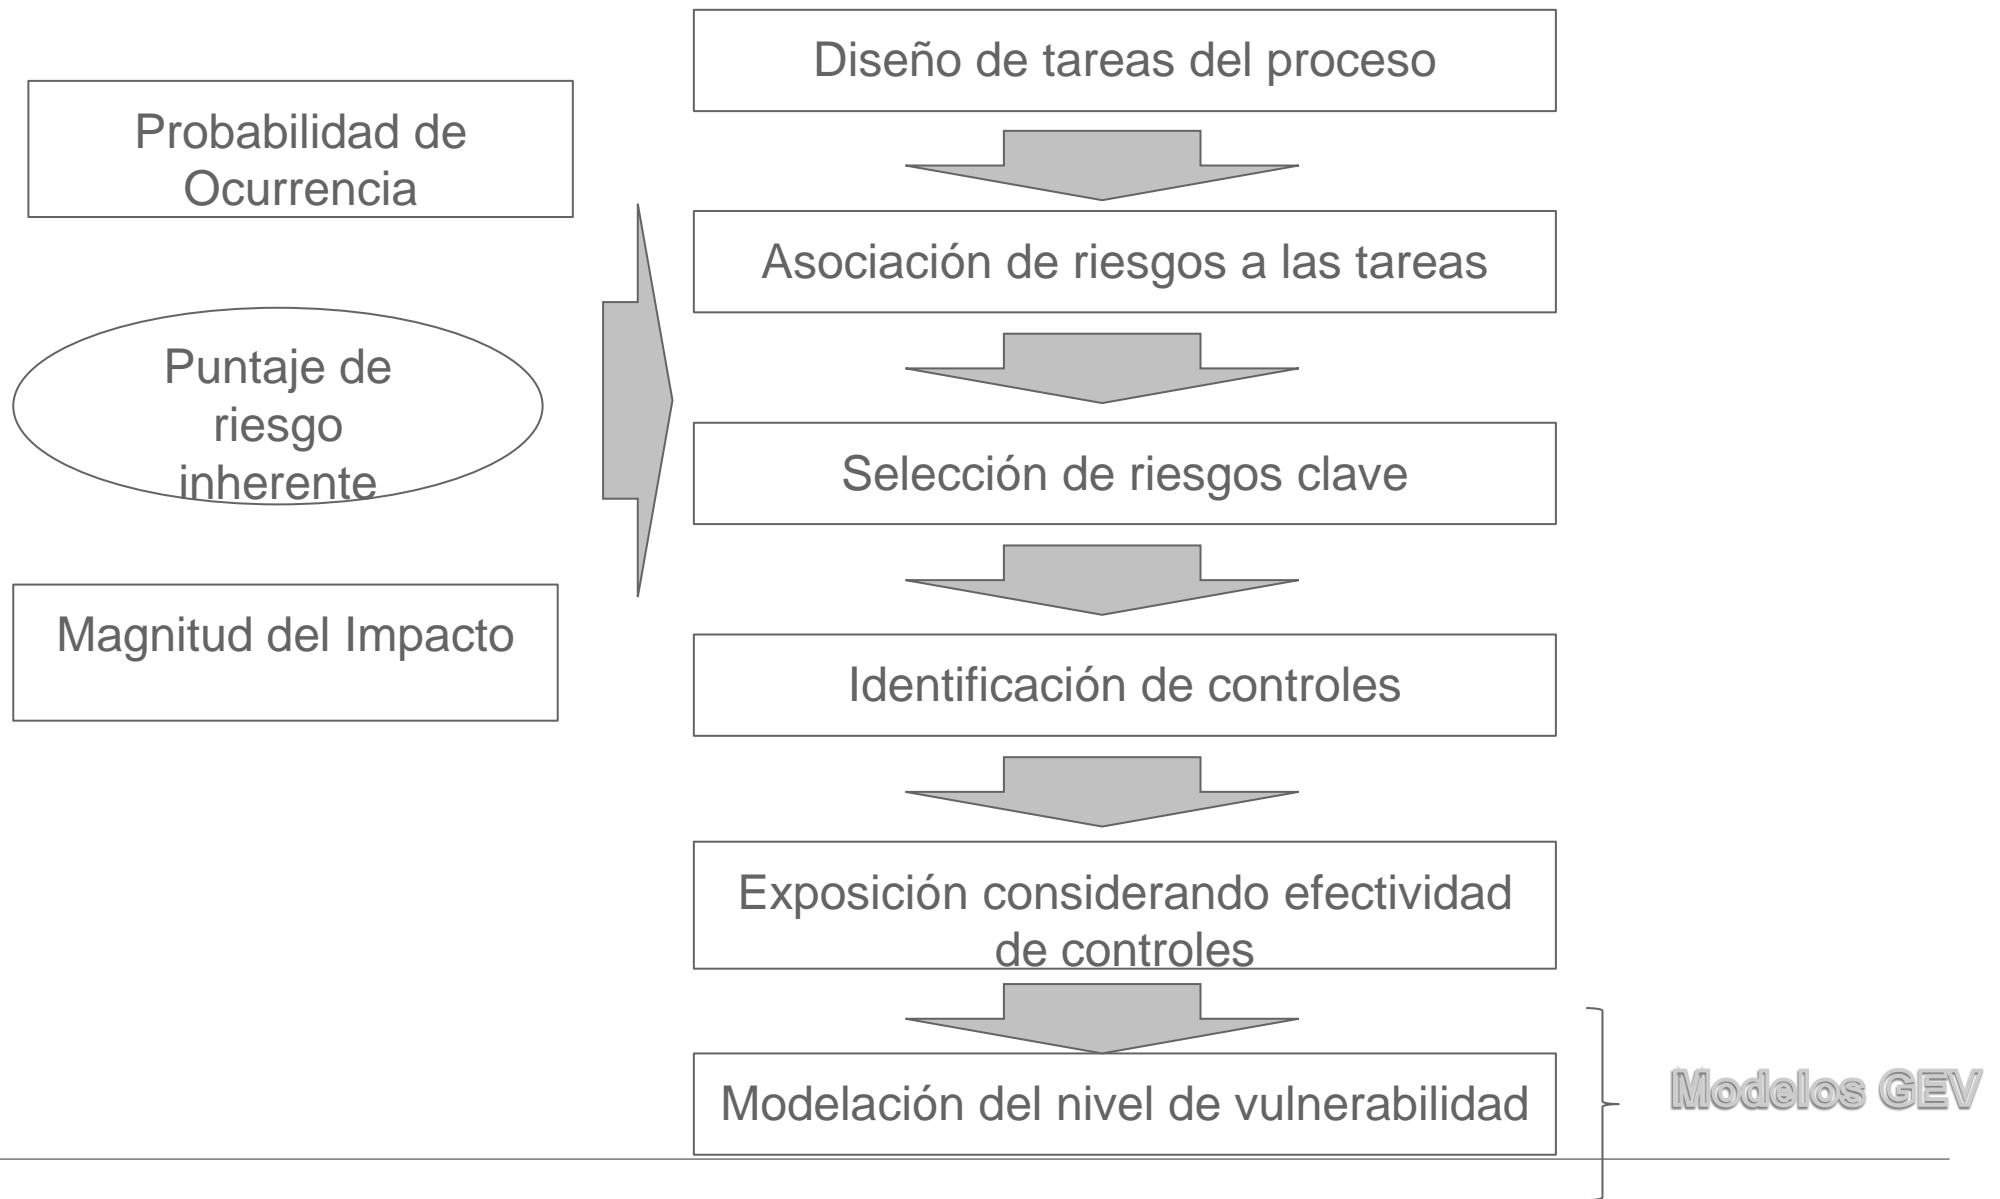 Diseño de tareas del proceso
Probabilidad de
Ocurrencia
Asociación de riesgos a las tareas
Puntaje de
riesgo
inherente
Selección de riesgos clave
Magnitud del Impacto
Identificación de controles
Exposición considerando efectividad
de controles
Modelación del nivel de vulnerabilidad
Modelos GEV